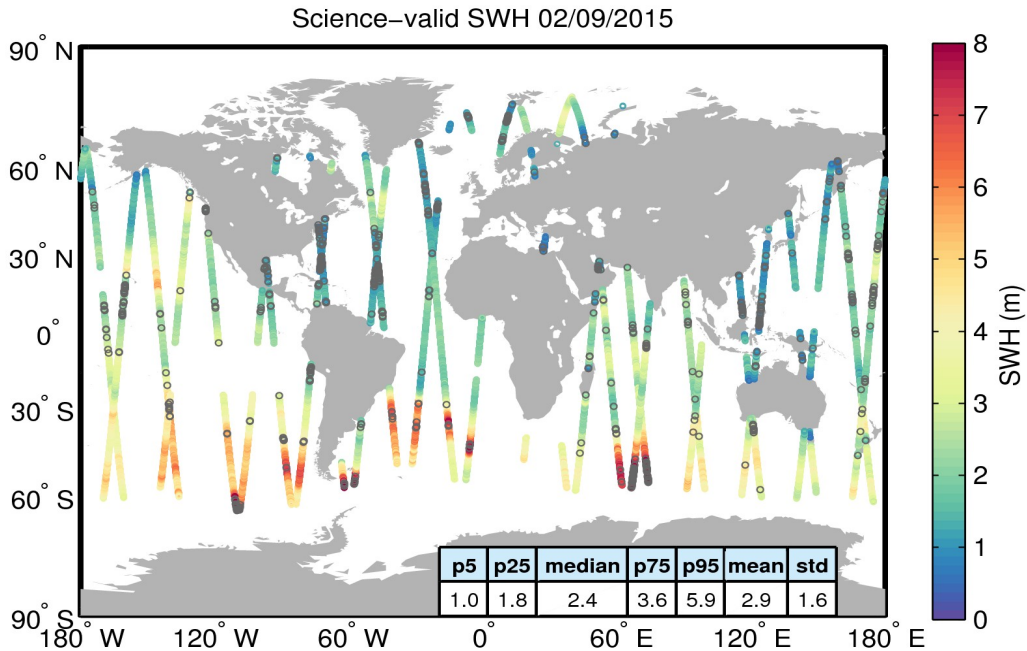 Science−valid SWH 02/09/2015
90° N
60° N
30° N
0°
30° S
60° S
90° S
180° W
120° W
60° W
0°
60° E
120° E
180° E
8
7
6
5
4
3
2
1
0
SWH (m)
p5 p25 median p75 p95 mean std
1.0 1.8 2.4 3.6 5.9 2.9 1.6